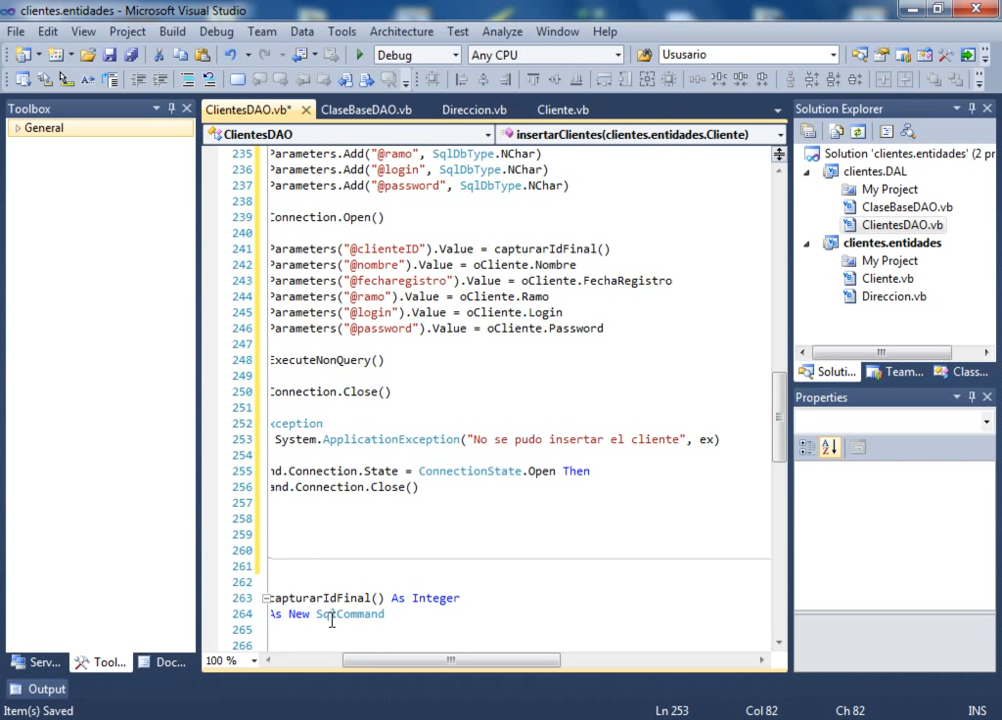 clientes.entidades - Microsoft Visual Studio
File Edit View Project Build Debug Team Data Tools Architecture Test Analyze Window Help
Debug Any CPU Ususario
Toolbox
General
ClientesDAO.vb* ClaseBaseDAO.vb Direccion.vb Cliente.vb
ClientesDAO insertarClientes(clientes.entidades.Cliente)
235 Parameters.Add("@ramo", SqlDbType.NChar)
236 Parameters.Add("@login", SqlDbType.NChar)
237 Parameters.Add("@password", SqlDbType.NChar)
238
239 Connection.Open()
240
241 Parameters("@clienteID").Value = capturarIdFinal()
242 Parameters("@nombre").Value = oCliente.Nombre
243 Parameters("@fecharegistro").Value = oCliente.FechaRegistro
244 Parameters("@ramo").Value = oCliente.Ramo
245 Parameters("@login").Value = oCliente.Login
246 Parameters("@password").Value = oCliente.Password
247
248 ExecuteNonQuery()
249
250 Connection.Close()
251
252 xception
253 System.ApplicationException("No se pudo insertar el cliente", ex)
254
255 nd.Connection.State = ConnectionState.Open Then
256 and.Connection.Close()
257
258
259
260
261
262
263 capturarIdFinal() As Integer
264 As New SqlCommand
265
266
100 %
Solution Explorer
Solution 'clientes.entidades' (2 pr
clientes.DAL
My Project
ClaseBaseDAO.vb
ClientesDAO.vb
clientes.entidades
My Project
Cliente.vb
Direccion.vb
Soluti... Team... Class...
Properties
Serv... Tool... Doc...
Output
Item(s) Saved Ln 253 Col 82 Ch 82 INS